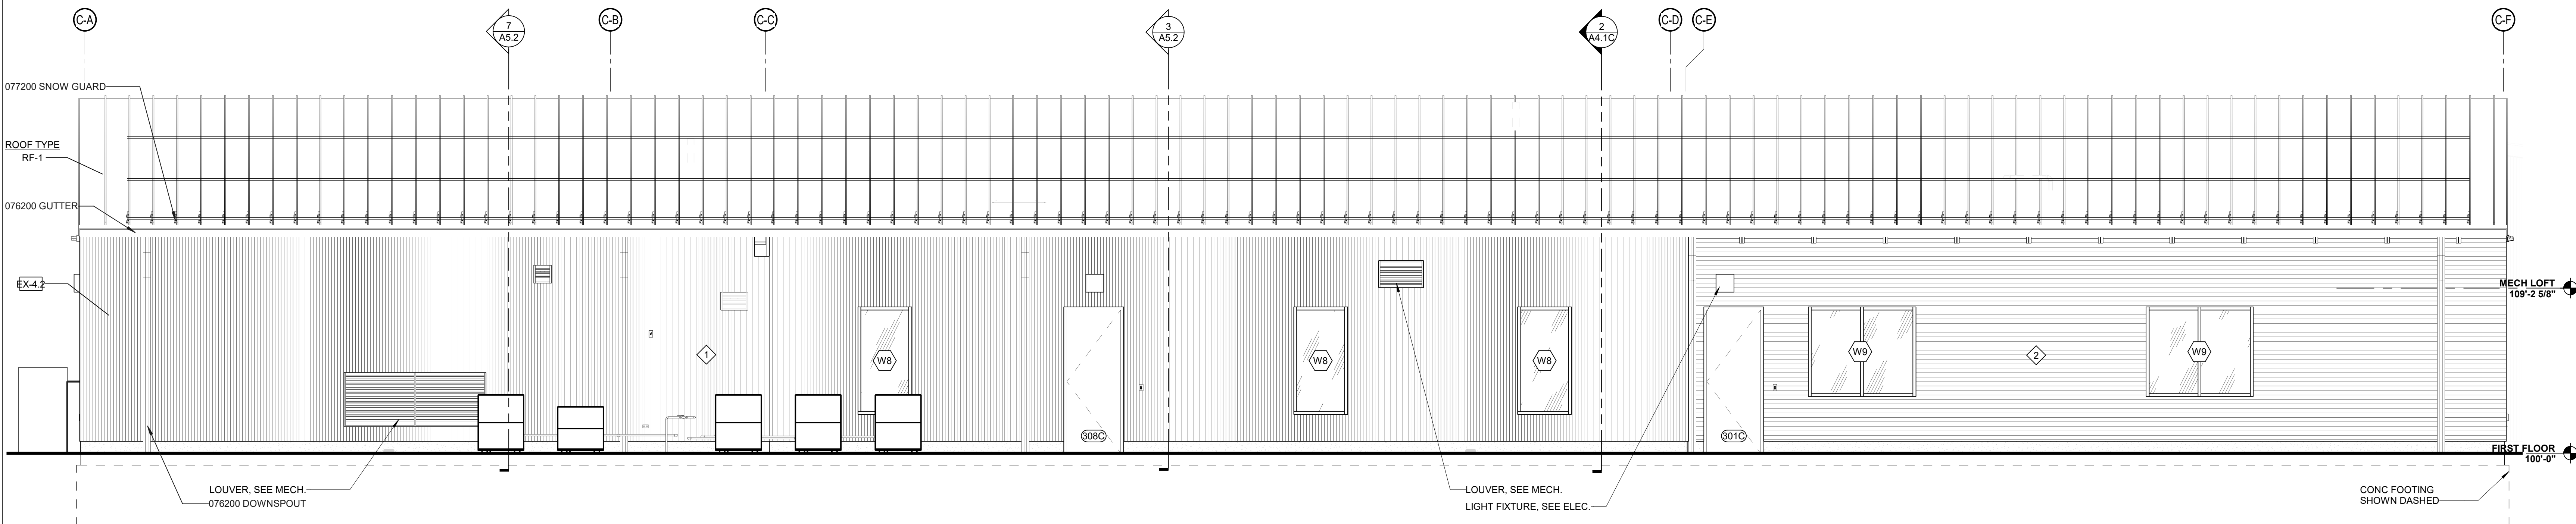 C-A
7
A5.2
C-B
C-C
3
A5.2
2
A4.1C
C-D
C-E
C-F
077200 SNOW GUARD
ROOF TYPE
RF-1
076200 GUTTER
EX-4.2
MECH LOFT
109'-2 5/8"
1
W8
W8
W8
W9
2
W9
308C
301C
FIRST FLOOR
100'-0"
LOUVER, SEE MECH.
076200 DOWNSPOUT
LOUVER, SEE MECH.
LIGHT FIXTURE, SEE ELEC.
CONC FOOTING
SHOWN DASHED